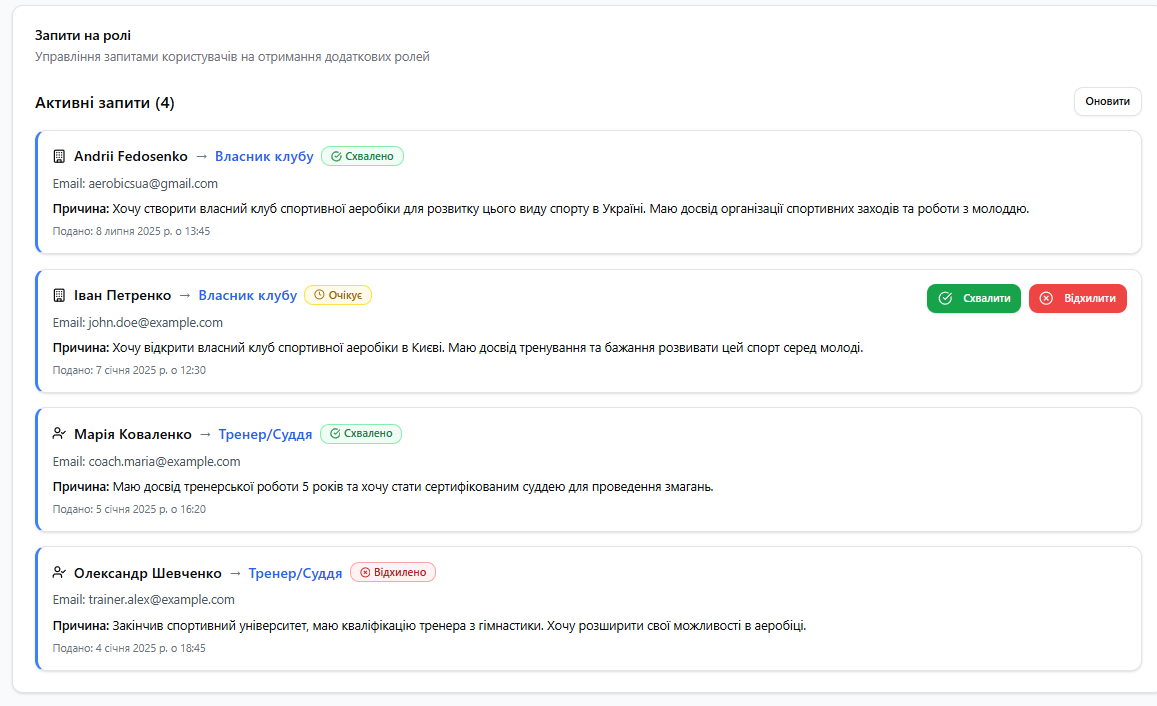 Запити на ролі
Управління запитами користувачів на отримання додаткових ролей
Активні запити (4)
Оновити
Andrii Fedosenko → Власник клубу Схвалено
Email: aerobicsua@gmail.com
Причина: Хочу створити власний клуб спортивної аеробіки для розвитку цього виду спорту в Україні. Маю досвід організації спортивних заходів та роботи з молоддю.
Подано: 8 липня 2025 р. о 13:45
Іван Петренко → Власник клубу Очікує
Схвалити
Відхилити
Email: john.doe@example.com
Причина: Хочу відкрити власний клуб спортивної аеробіки в Києві. Маю досвід тренування та бажання розвивати цей спорт серед молоді.
Подано: 7 січня 2025 р. о 12:30
Марія Коваленко → Тренер/Суддя Схвалено
Email: coach.maria@example.com
Причина: Маю досвід тренерської роботи 5 років та хочу стати сертифікованим суддею для проведення змагань.
Подано: 5 січня 2025 р. о 16:20
Олександр Шевченко → Тренер/Суддя Відхилено
Email: trainer.alex@example.com
Причина: Закінчив спортивний університет, маю кваліфікацію тренера з гімнастики. Хочу розширити свої можливості в аеробіці.
Подано: 4 січня 2025 р. о 18:45